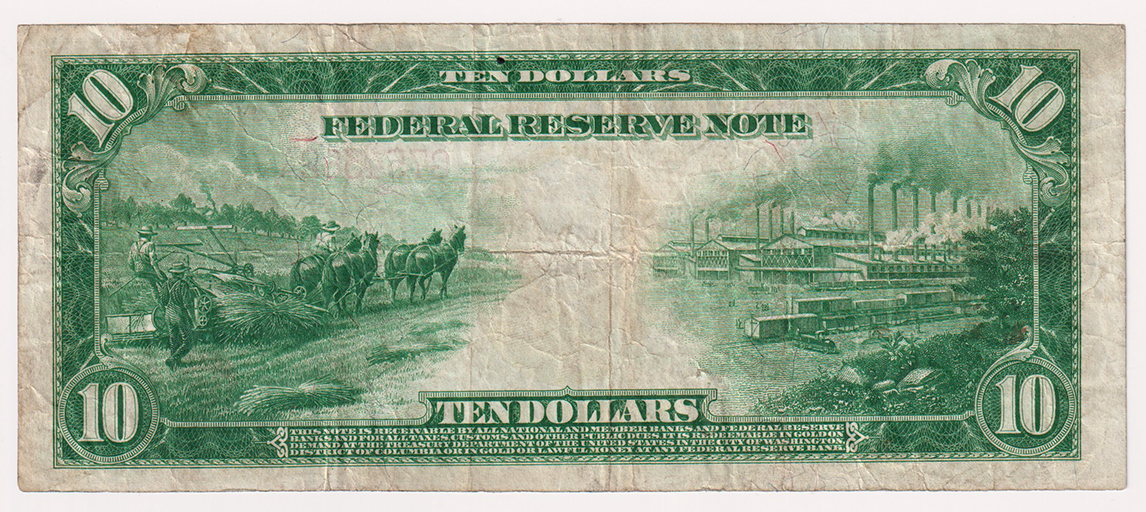 10 TEN DOLLARS 10
FEDERAL RESERVE NOTE
10 TEN DOLLARS 10
THIS NOTE IS RECEIVABLE BY ALL NATIONAL AND MEMBER BANKS AND FEDERAL RESERVE
BANKS AND FOR ALL TAXES, CUSTOMS AND OTHER PUBLIC DUES. IT IS REDEEMABLE IN GOLD ON
DEMAND AT THE TREASURY DEPARTMENT OF THE UNITED STATES IN THE CITY OF WASHINGTON,
DISTRICT OF COLUMBIA OR IN GOLD OR LAWFUL MONEY AT ANY FEDERAL RESERVE BANK.